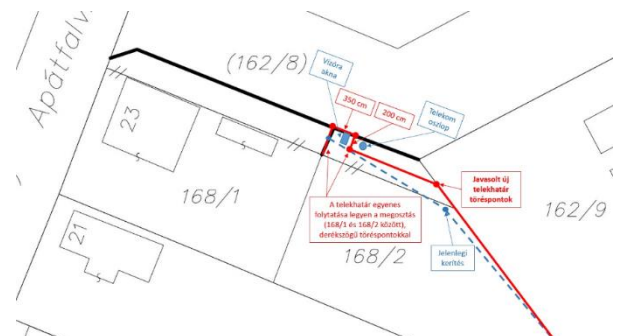 Apátfalv
(162/8)
Vízóra
akna
350 cm
200 cm
Telekom
oszlop
23
168/1
A telekhatár egyenes
folytatása legyen a megosztás
(168/1 és 168/2 között),
derékszögű töréspontokkal
Javasolt új
telekhatár
töréspontok
162/9
21
168/2
Jelenlegi
kerítés